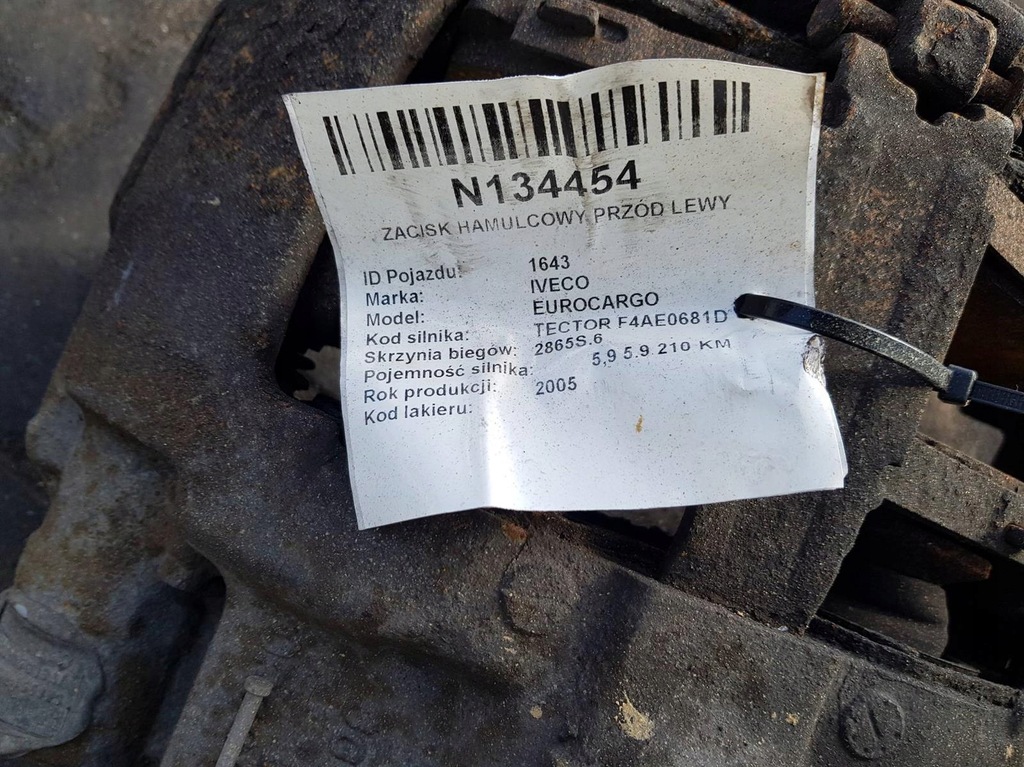 N134454
ZACISK HAMULCOWY PRZÓD LEWY
ID Pojazdu: 1643
Marka: IVECO
Model: EUROCARGO
Kod silnika: TECTOR F4AE0681D
Skrzynia biegów: 2865S.6
Pojemność silnika: 5,9 5.9 210 KM
Rok produkcji: 2005
Kod lakieru: